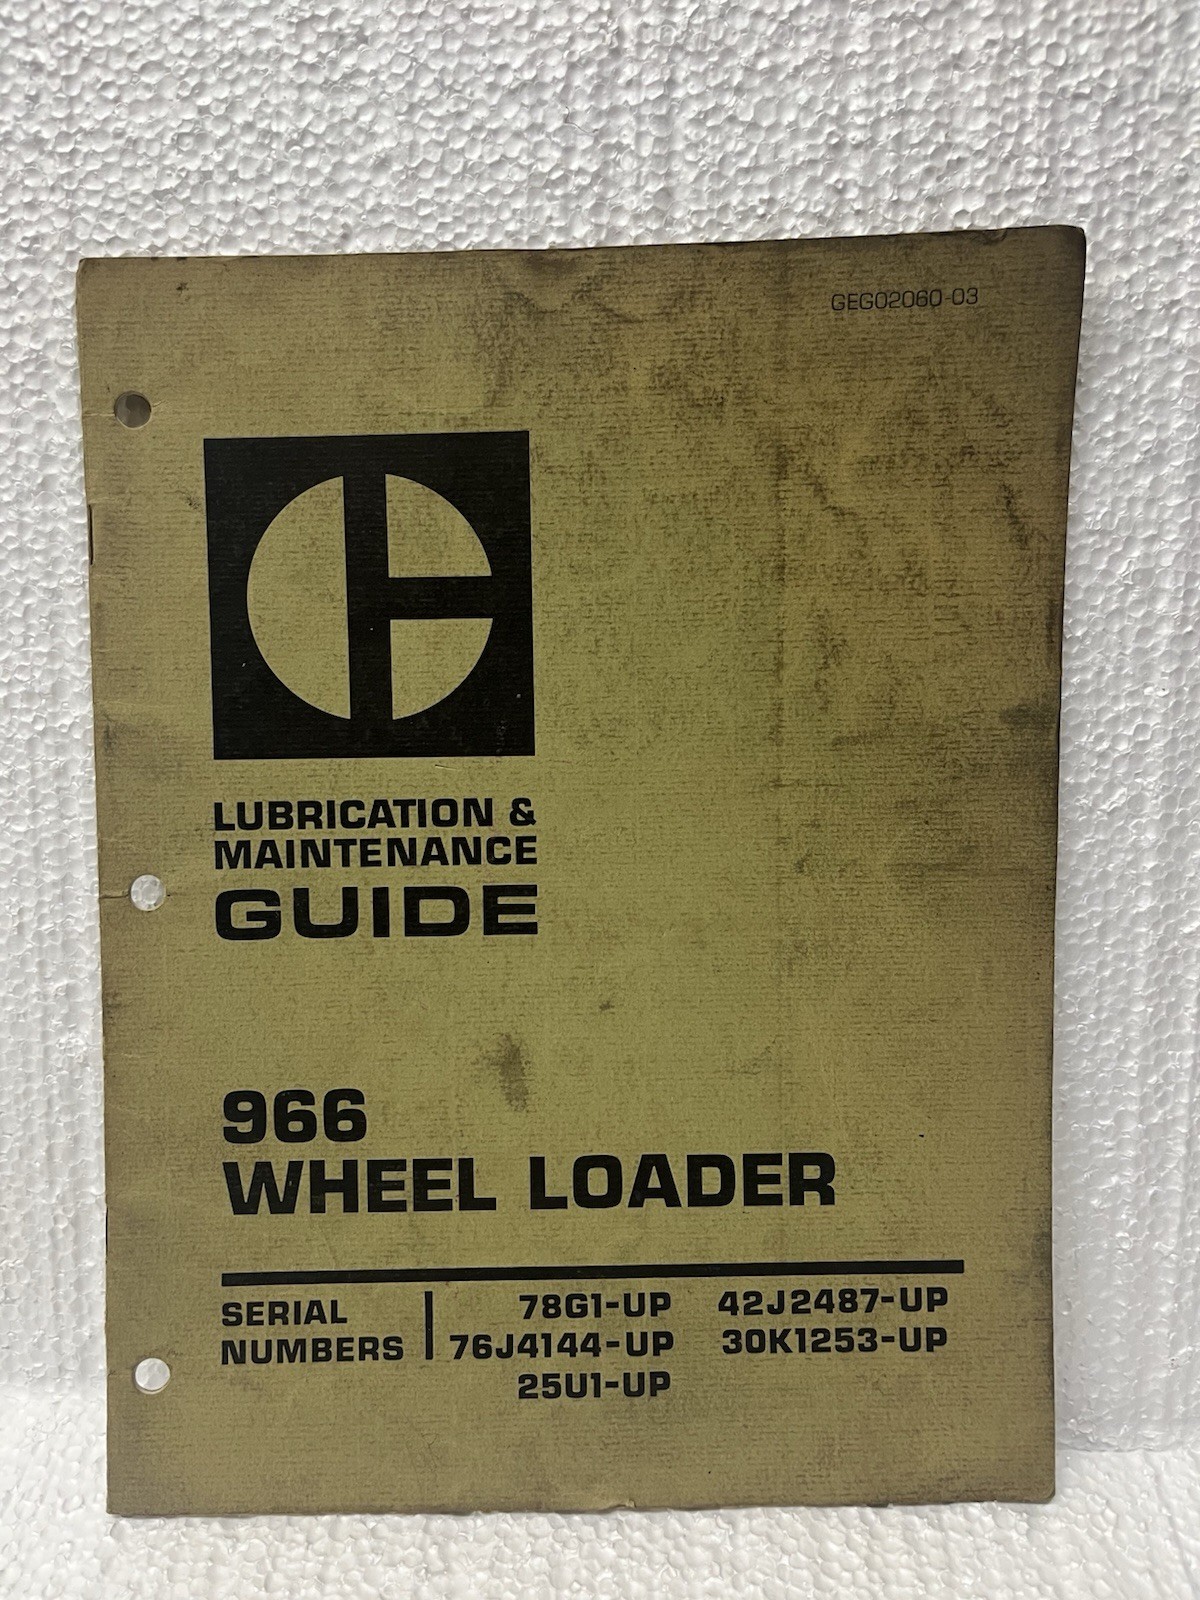 GEG02060-03
LUBRICATION &
MAINTENANCE
GUIDE
966
WHEEL LOADER
SERIAL
NUMBERS
78G1-UP 42J2487-UP
76J4144-UP 30K1253-UP
25U1-UP